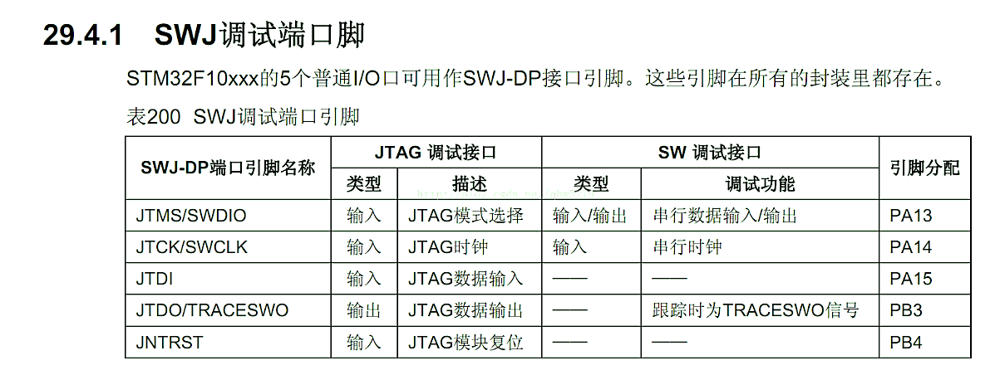 29.4.1 SWJ调试端口脚
STM32F10xxx的5个普通I/O口可用作SWJ-DP接口引脚。这些引脚在所有的封装里都存在。
表200 SWJ调试端口引脚
SWJ-DP端口引脚名称 JTAG 调试接口 SW 调试接口 引脚分配
类型 描述 类型 调试功能
JTMS/SWDIO 输入 JTAG模式选择 输入/输出 串行数据输入/输出 PA13
JTCK/SWCLK 输入 JTAG时钟 输入 串行时钟 PA14
JTDI 输入 JTAG数据输入 —— —— PA15
JTDO/TRACESWO 输出 JTAG数据输出 —— 跟踪时为TRACESWO信号 PB3
JNTRST 输入 JTAG模块复位 —— —— PB4